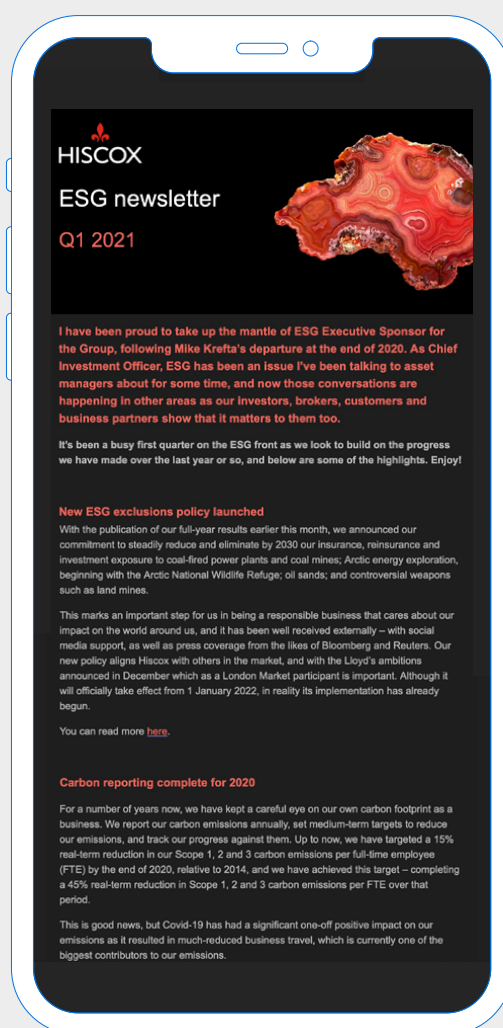 HISCOX
ESG newsletter
Q1 2021
I have been proud to take up the mantle of ESG Executive Sponsor for
the Group, following Mike Krefta's departure at the end of 2020. As Chief
Investment Officer, ESG has been an issue I've been talking to asset
managers about for some time, and now those conversations are
happening in other areas as our investors, brokers, customers and
business partners show that it matters to them too.
It's been a busy first quarter on the ESG front as we look to build on the progress
we have made over the last year or so, and below are some of the highlights. Enjoy!
New ESG exclusions policy launched
With the publication of our full-year results earlier this month, we announced our
commitment to steadily reduce and eliminate by 2030 our insurance, reinsurance and
investment exposure to coal-fired power plants and coal mines; Arctic energy exploration,
beginning with the Arctic National Wildlife Refuge; oil sands; and controversial weapons
such as land mines.
This marks an important step for us in being a responsible business that cares about our
impact on the world around us, and it has been well received externally – with social
media support, as well as press coverage from the likes of Bloomberg and Reuters. Our
new policy aligns Hiscox with others in the market, and with the Lloyd's ambitions
announced in December which as a London Market participant is important. Although it
will officially take effect from 1 January 2022, in reality its implementation has already
begun.
You can read more here.
Carbon reporting complete for 2020
For a number of years now, we have kept a careful eye on our own carbon footprint as a
business. We report our carbon emissions annually, set medium-term targets to reduce
our emissions, and track our progress against them. Up to now, we have targeted a 15%
real-term reduction in our Scope 1, 2 and 3 carbon emissions per full-time employee
(FTE) by the end of 2020, relative to 2014, and we have achieved this target – completing
a 45% real-term reduction in Scope 1, 2 and 3 carbon emissions per FTE over that
period.
This is good news, but Covid-19 has had a significant one-off positive impact on our
emissions as it resulted in much-reduced business travel, which is currently one of the
biggest contributors to our emissions.